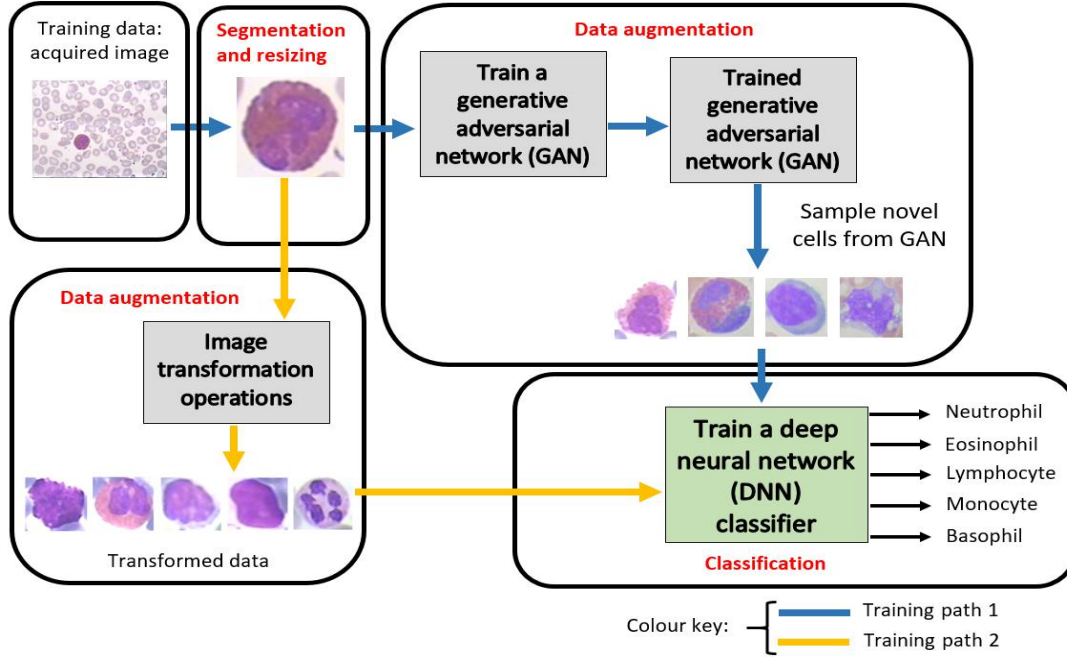 Training data:
acquired image
Segmentation
and resizing
Data augmentation
Train a
generative
adversarial
network (GAN)
Trained
generative
adversarial
network (GAN)
Sample novel
cells from GAN
Data augmentation
Image
transformation
operations
Transformed data
Train a deep
neural network
(DNN)
classifier
Neutrophil
Eosinophil
Lymphocyte
Monocyte
Basophil
Classification
Colour key:
Training path 1
Training path 2